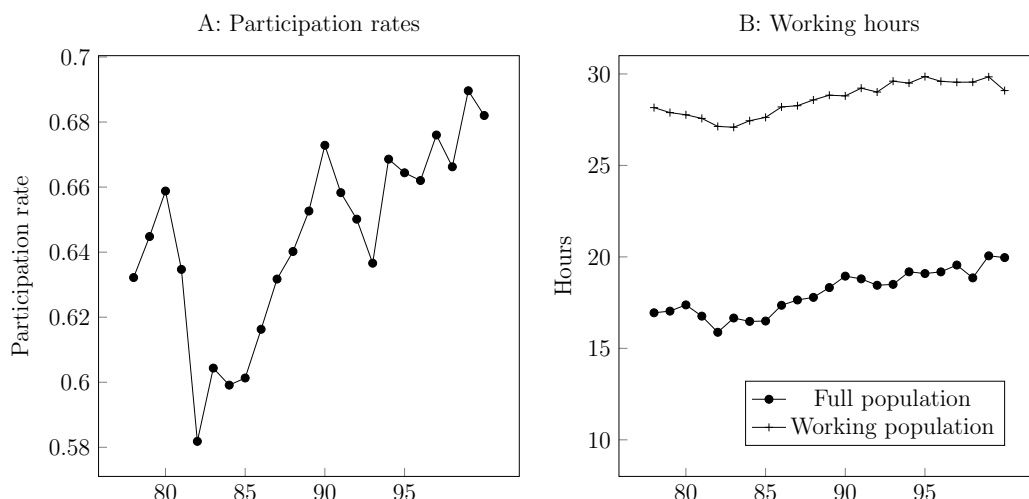 A: Participation rates
0.7
0.68
0.66
0.64
0.62
0.6
0.58
Participation rate
80 85 90 95
B: Working hours
30
25
20
15
10
Hours
Full population
Working population
80 85 90 95